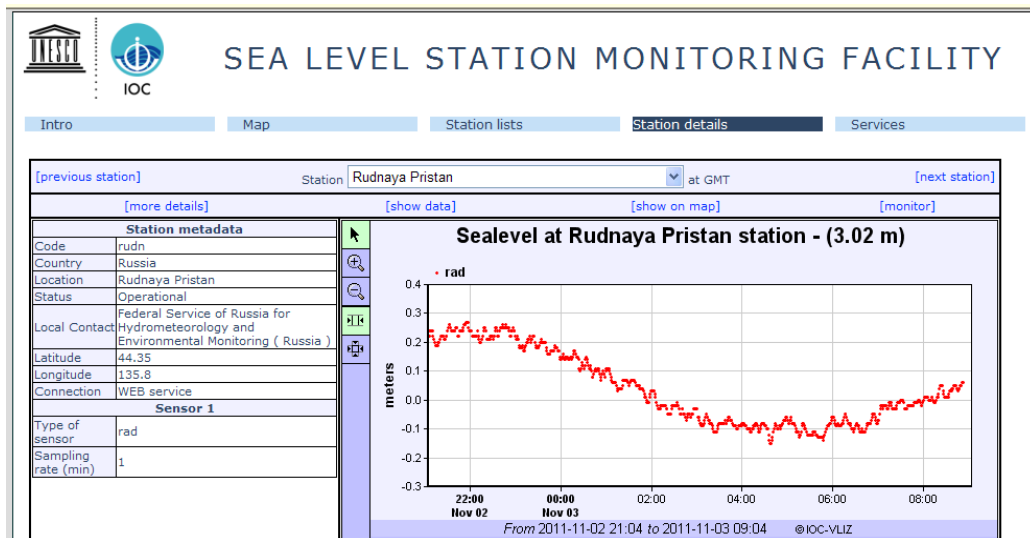 UNESCO
IOC
SEA LEVEL STATION MONITORING FACILITY
Intro Map Station lists Station details Services
[previous station] Station Rudnaya Pristan at GMT [next station]
[more details] [show data] [show on map] [monitor]
Station metadata
Code rudn
Country Russia
Location Rudnaya Pristan
Status Operational
Local Contact Federal Service of Russia for
Hydrometeorology and
Environmental Monitoring ( Russia )
Latitude 44.35
Longitude 135.8
Connection WEB service
Sensor 1
Type of
sensor rad
Sampling
rate (min) 1
Sealevel at Rudnaya Pristan station - (3.02 m)
rad
meters
0.4
0.3
0.2
0.1
0.0
-0.1
-0.2
-0.3
22:00 00:00 02:00 04:00 06:00 08:00
Nov 02 Nov 03
From 2011-11-02 21:04 to 2011-11-03 09:04 ©IOC-VLIZ